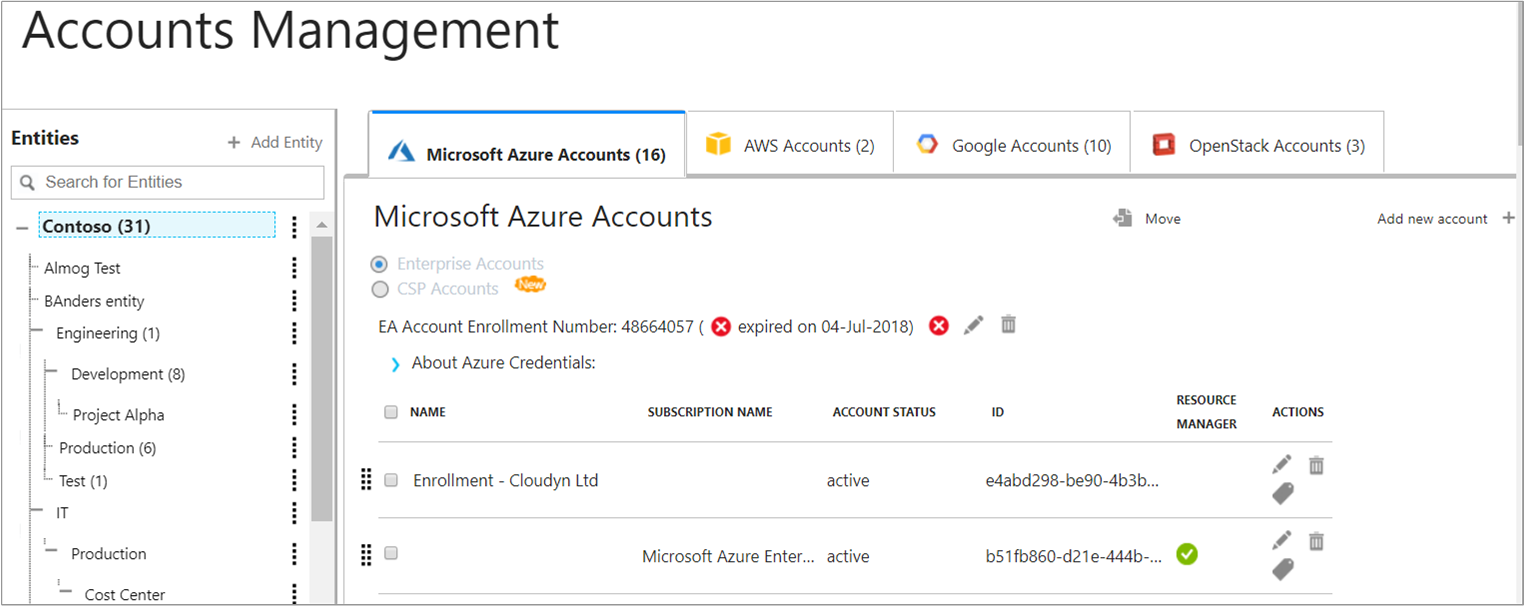 Accounts Management
Entities
+ Add Entity
Search for Entities
Contoso (31)
Almog Test
BAnders entity
Engineering (1)
Development (8)
Project Alpha
Production (6)
Test (1)
IT
Production
Cost Center
Microsoft Azure Accounts (16)
AWS Accounts (2)
Google Accounts (10)
OpenStack Accounts (3)
Microsoft Azure Accounts
Move
Add new account +
Enterprise Accounts
CSP Accounts
New
EA Account Enrollment Number: 48664057 ( expired on 04-Jul-2018)
About Azure Credentials:
NAME SUBSCRIPTION NAME ACCOUNT STATUS ID RESOURCE MANAGER ACTIONS
Enrollment - Cloudyn Ltd active e4abd298-be90-4b3b...
Microsoft Azure Enter... active b51fb860-d21e-444b-...